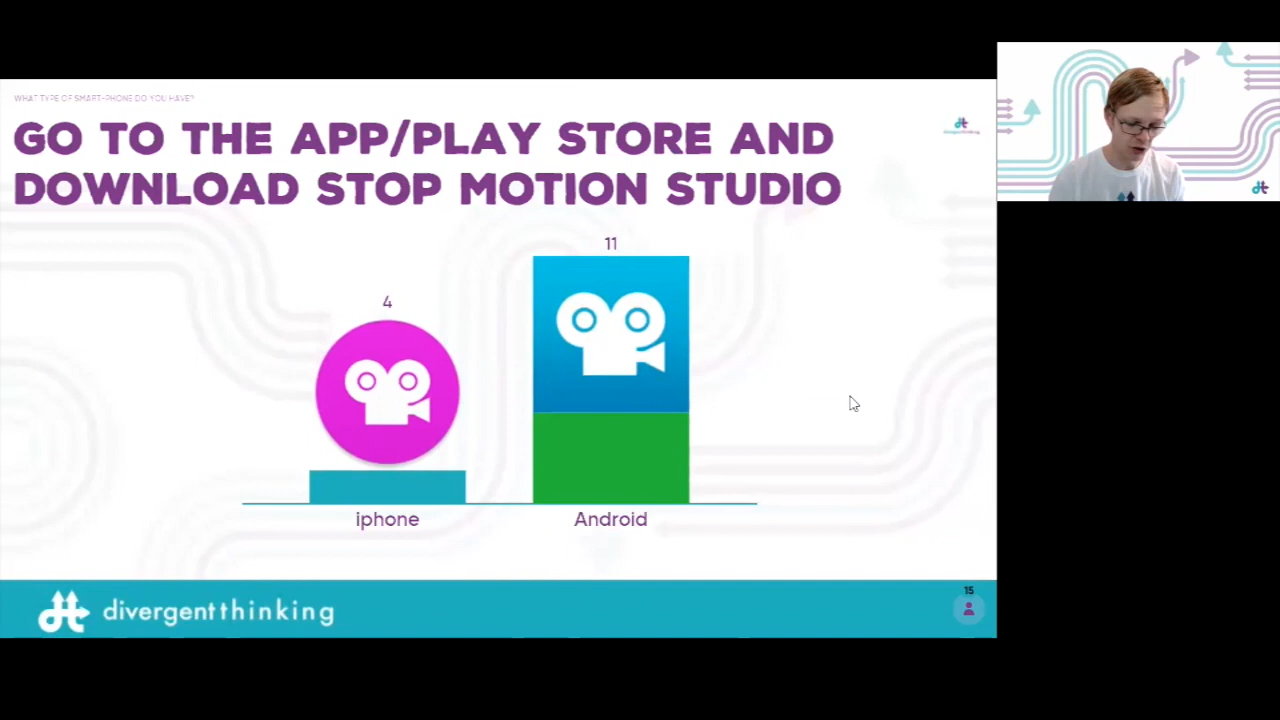 WHAT TYPE OF SMART-PHONE DO YOU HAVE?
GO TO THE APP/PLAY STORE AND
DOWNLOAD STOP MOTION STUDIO
divergentthinking
11
4
iphone
Android
divergentthinking
15